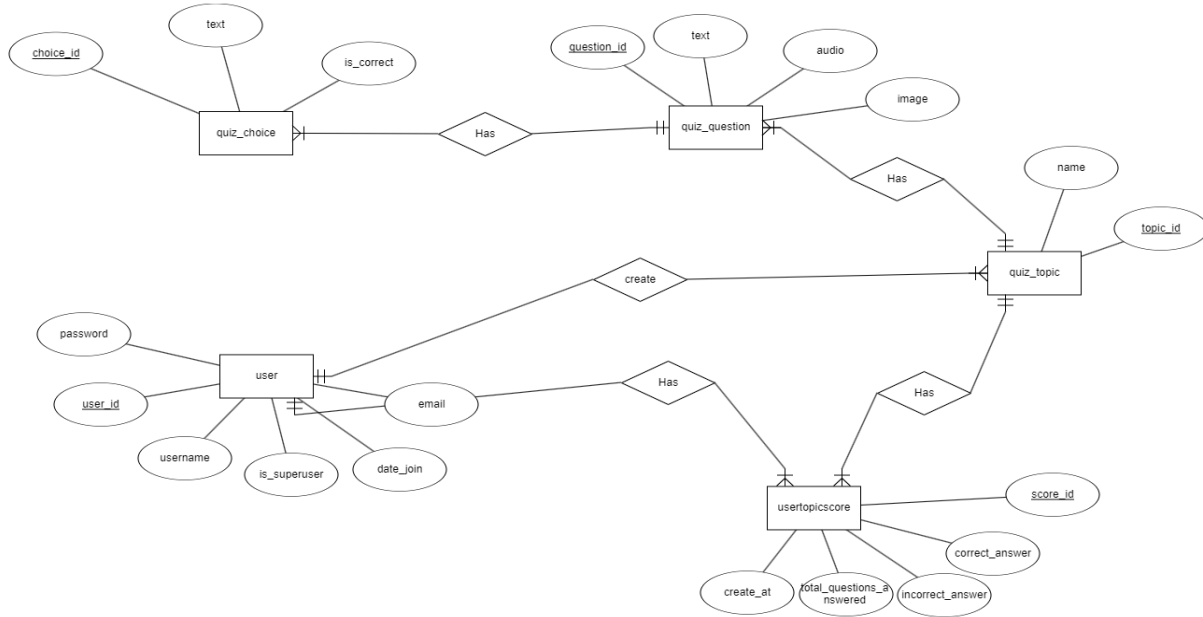 text
choice_id
is_correct
quiz_choice
Has
question_id
text
audio
image
quiz_question
Has
name
topic_id
quiz_topic
create
password
user
user_id
email
username
is_superuser
date_join
Has
Has
usertopicscore
score_id
correct_answer
create_at
total_questions_a
nswered
incorrect_answer